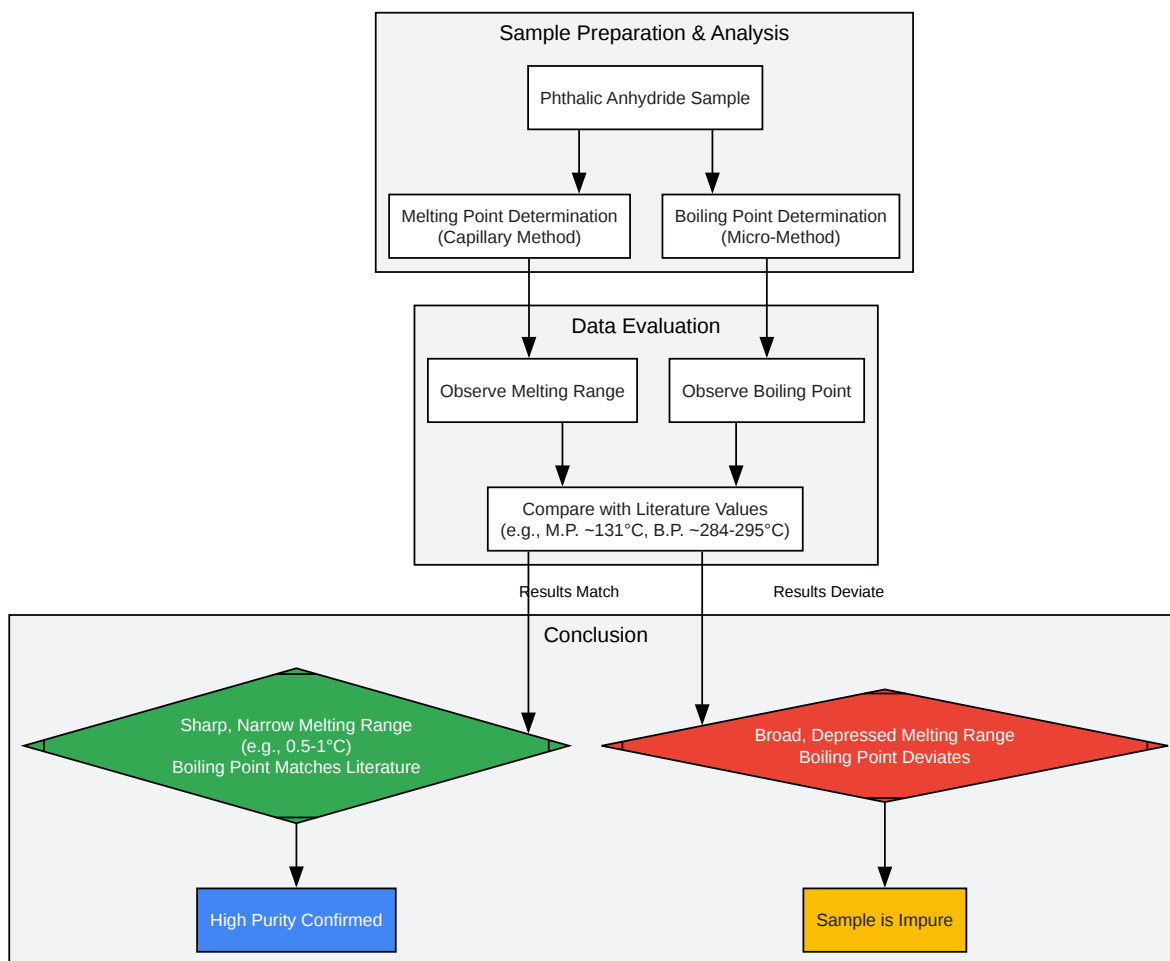 Sample Preparation & Analysis
Phthalic Anhydride Sample
Melting Point Determination
(Capillary Method)
Boiling Point Determination
(Micro-Method)
Data Evaluation
Observe Melting Range
Observe Boiling Point
Compare with Literature Values
(e.g., M.P. ~131°C, B.P. ~284-295°C)
Results Match
Results Deviate
Conclusion
Sharp, Narrow Melting Range
(e.g., 0.5-1°C)
Boiling Point Matches Literature
Broad, Depressed Melting Range
Boiling Point Deviates
High Purity Confirmed
Sample is Impure